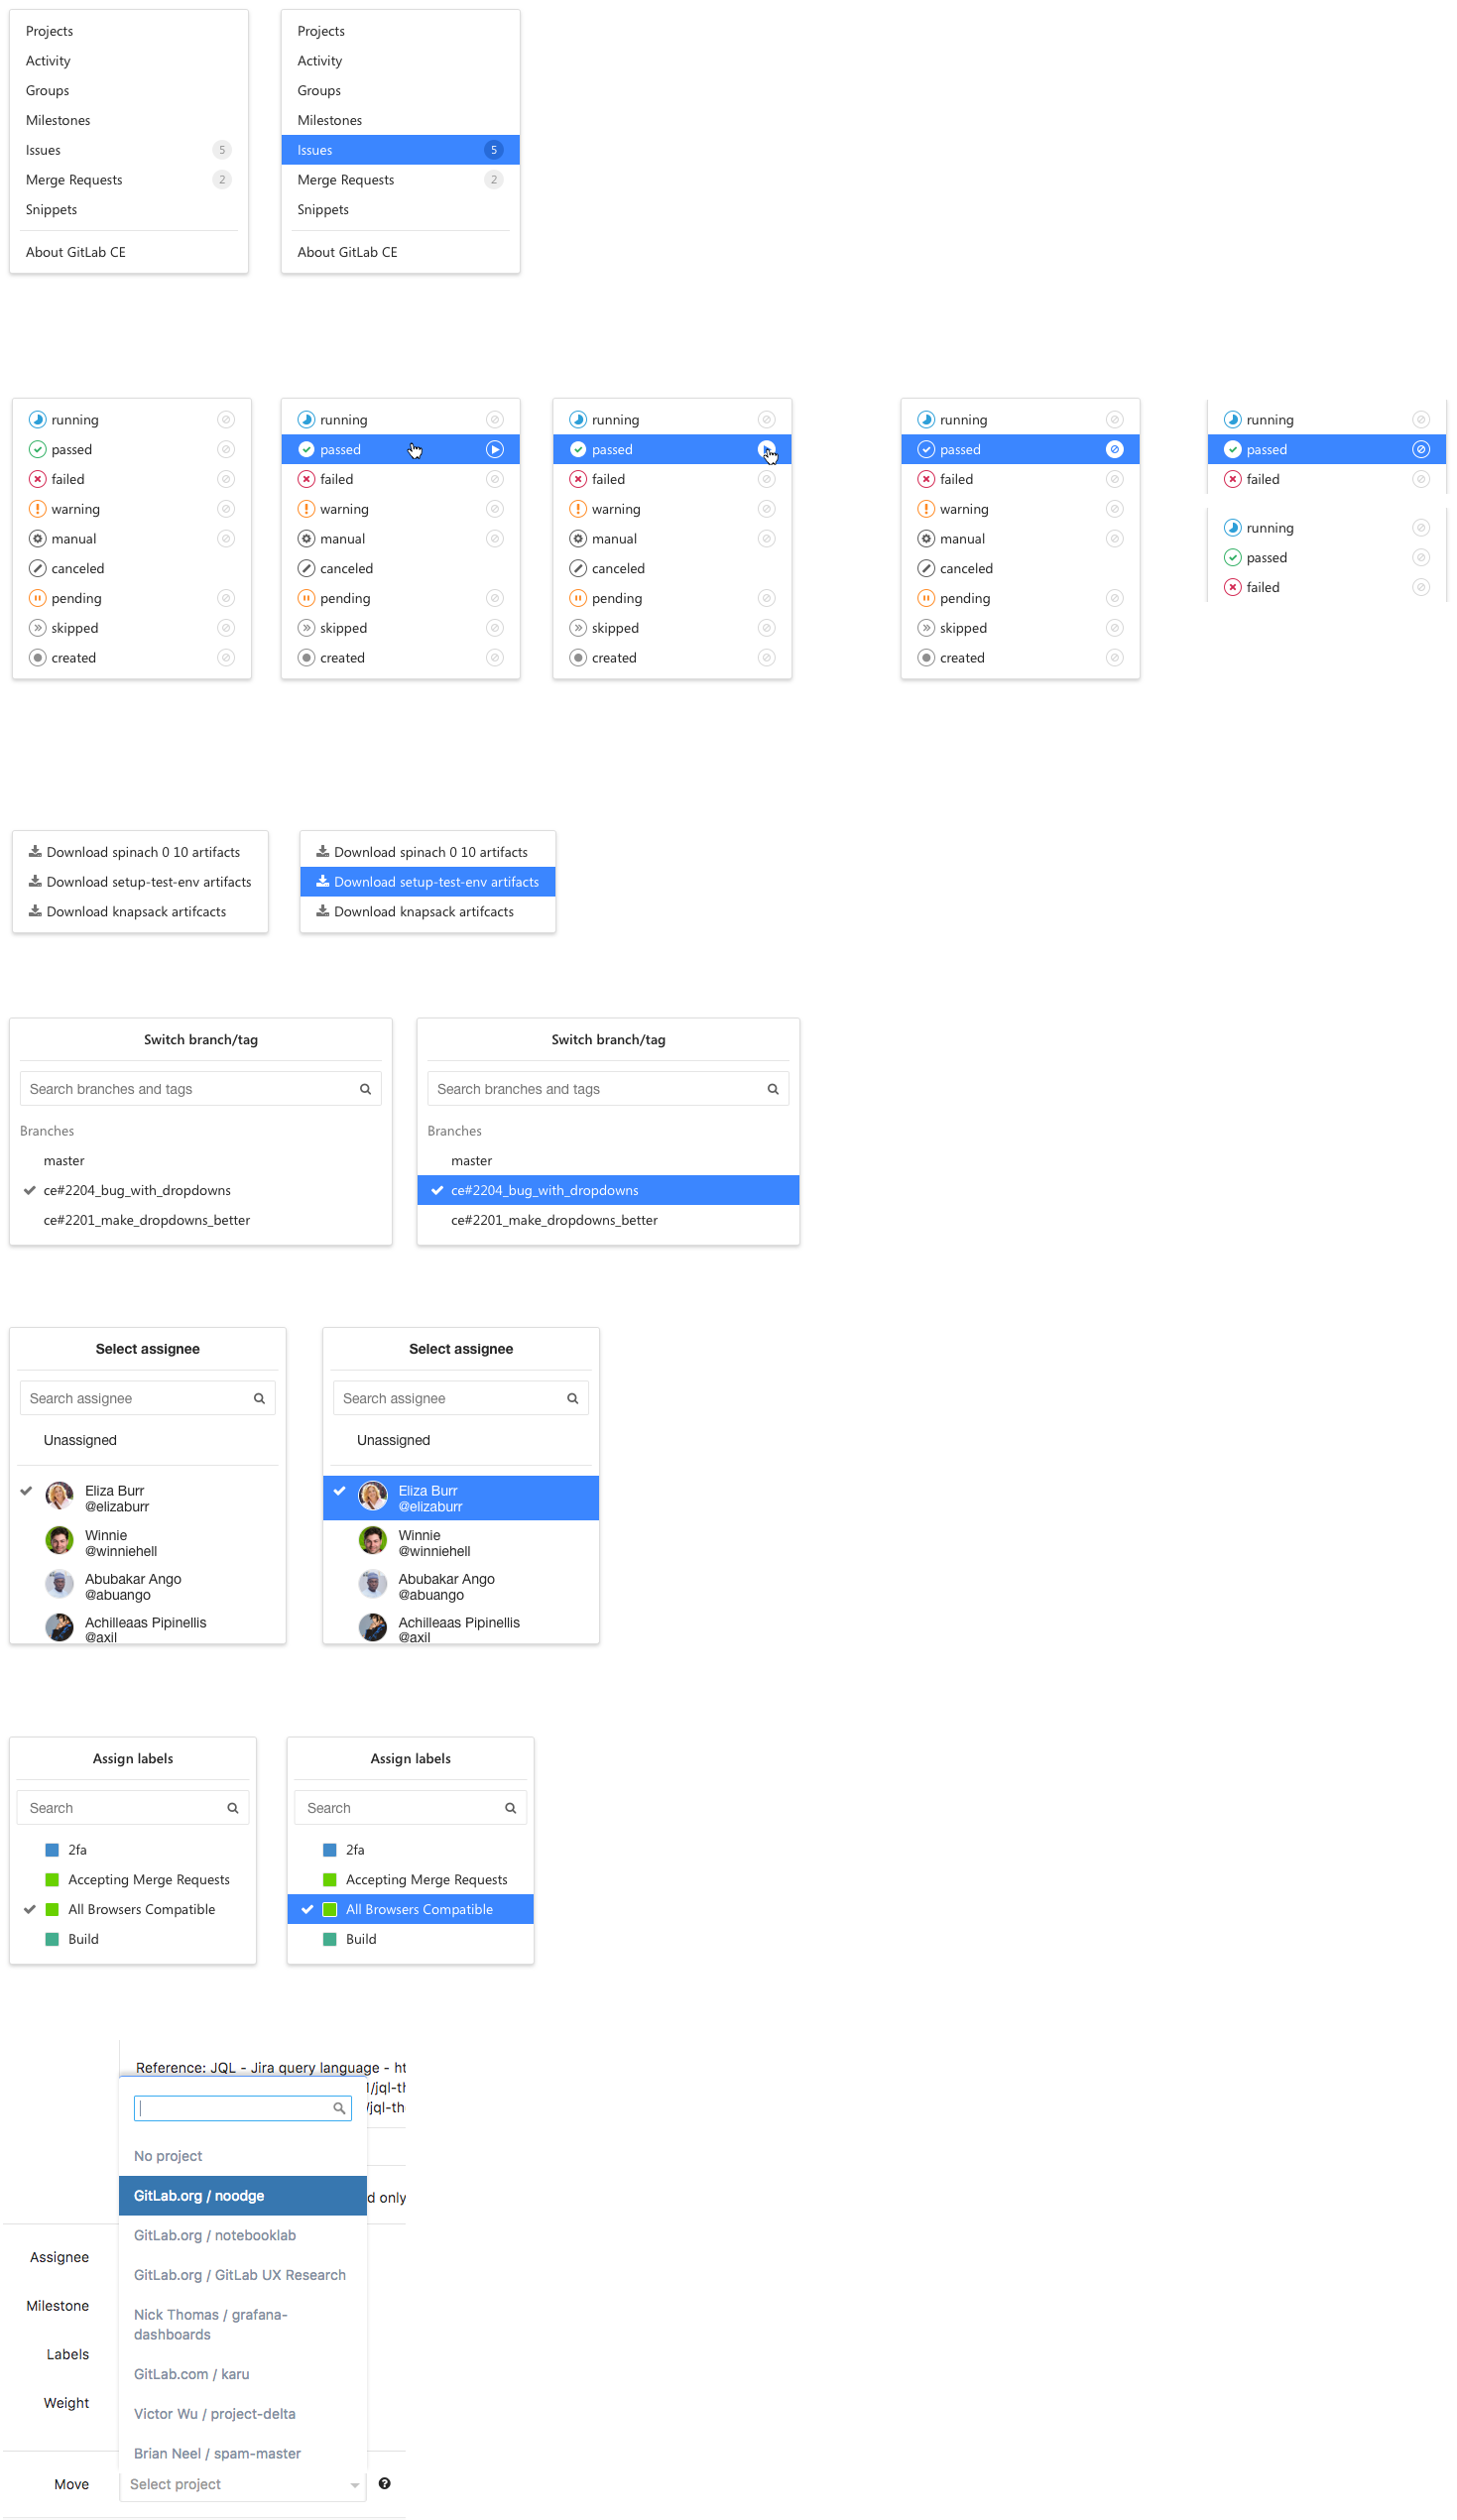 Projects
Activity
Groups
Milestones
Issues 5
Merge Requests 2
Snippets
About GitLab CE
Projects
Activity
Groups
Milestones
Issues 5
Merge Requests 2
Snippets
About GitLab CE
running
passed
failed
warning
manual
canceled
pending
skipped
created
running
passed
failed
warning
manual
canceled
pending
skipped
created
running
passed
failed
warning
manual
canceled
pending
skipped
created
running
passed
failed
warning
manual
canceled
pending
skipped
created
running
passed
failed
running
passed
failed
Download spinach 0 10 artifacts
Download setup-test-env artifacts
Download knapsack artifcacts
Download spinach 0 10 artifacts
Download setup-test-env artifacts
Download knapsack artifcacts
Switch branch/tag
Search branches and tags
Branches
master
ce#2204_bug_with_dropdowns
ce#2201_make_dropdowns_better
Switch branch/tag
Search branches and tags
Branches
master
ce#2204_bug_with_dropdowns
ce#2201_make_dropdowns_better
Select assignee
Search assignee
Unassigned
Eliza Burr
@elizaburr
Winnie
@winniehell
Abubakar Ango
@abuango
Achilleaas Pipinellis
@axil
Select assignee
Search assignee
Unassigned
Eliza Burr
@elizaburr
Winnie
@winniehell
Abubakar Ango
@abuango
Achilleaas Pipinellis
@axil
Assign labels
Search
2fa
Accepting Merge Requests
All Browsers Compatible
Build
Assign labels
Search
2fa
Accepting Merge Requests
All Browsers Compatible
Build
Reference: JQL - Jira query language - ht
/jql-th
/jql-th
No project
GitLab.org / noodge
d only
GitLab.org / notebooklab
Assignee
GitLab.org / GitLab UX Research
Milestone
Nick Thomas / grafana-
dashboards
Labels
GitLab.com / karu
Weight
Victor Wu / project-delta
Brian Neel / spam-master
Move
Select project